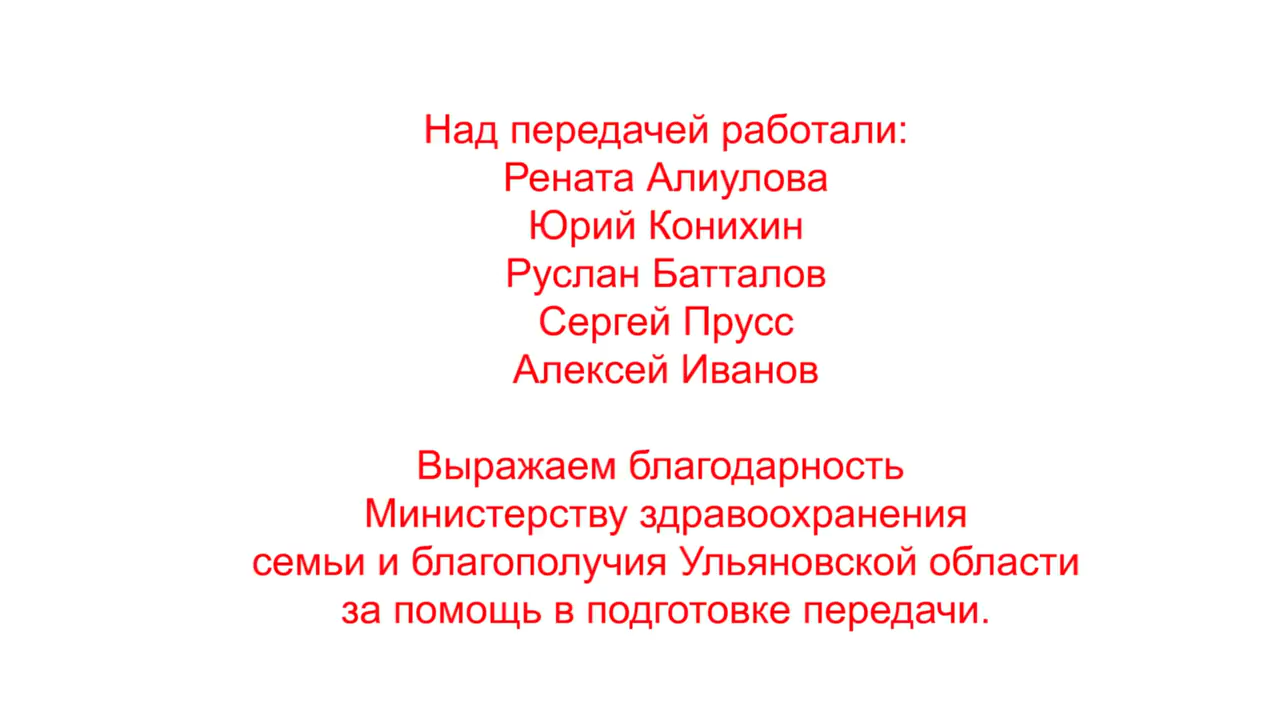 Над передачей работали:
Рената Алиулова
Юрий Конихин
Руслан Батталов
Сергей Прусс
Алексей Иванов
Выражаем благодарность
Министерству здравоохранения
семьи и благополучия Ульяновской области
за помощь в подготовке передачи.